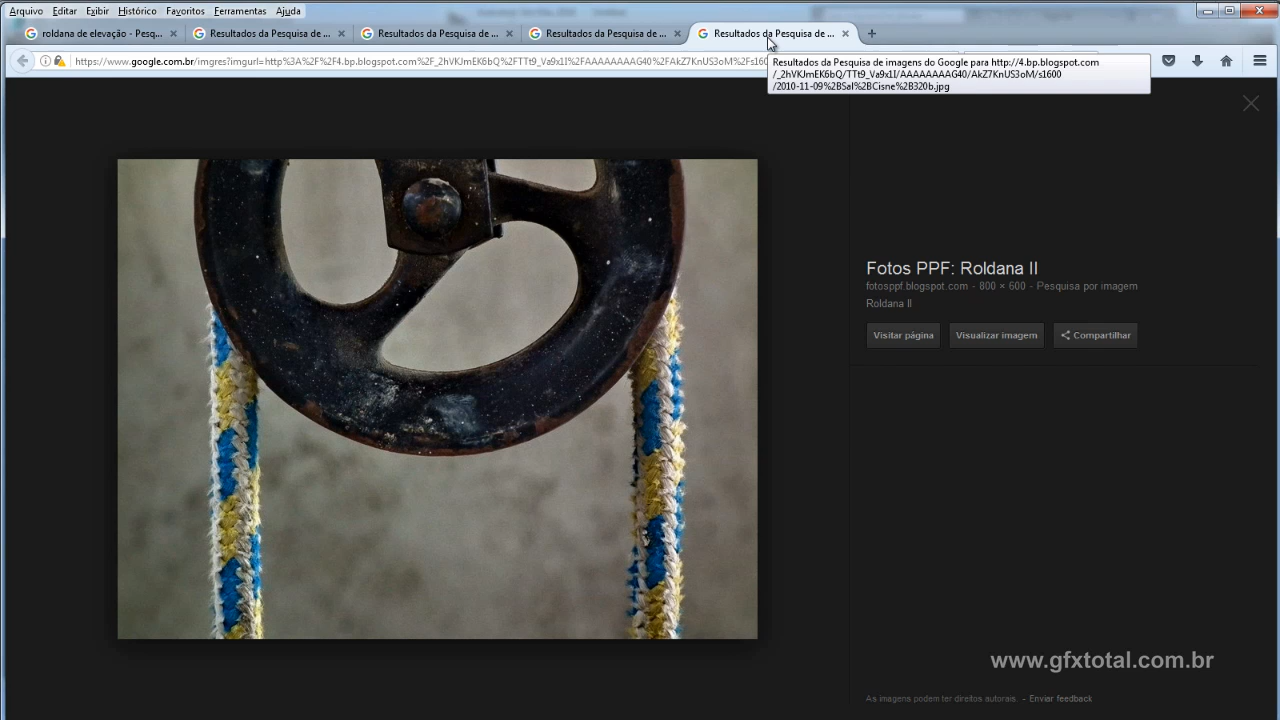 Arquivo Editar Exibir Histórico Favoritos Ferramentas Ajuda
roldana de elevação - Pesq...
Resultados da Pesquisa de ...
Resultados da Pesquisa de ...
Resultados da Pesquisa de ...
Resultados da Pesquisa de ...
https://www.google.com.br/imgres?imgurl=http%3A%2F%2F4.bp.blogspot.com%2F_2hVKJmEK6bQ%2FTTt9_Va9x1I%2FAAAAAAAAG40%2FAkZ7KnUS3oM%2Fs160
Resultados da Pesquisa de imagens do Google para http://4.bp.blogspot.com
/_2hVKJmEK6bQ/TTt9_Va9x1I/AAAAAAAAG40/AkZ7KnUS3oM/s1600
/2010-11-09%2BSal%2BCisne%2B320b.jpg
Fotos PPF: Roldana II
fotosppf.blogspot.com - 800 × 600 - Pesquisa por imagem
Roldana II
Visitar página
Visualizar imagem
Compartilhar
www.gfxtotal.com.br
As imagens podem ter direitos autorais. - Enviar feedback